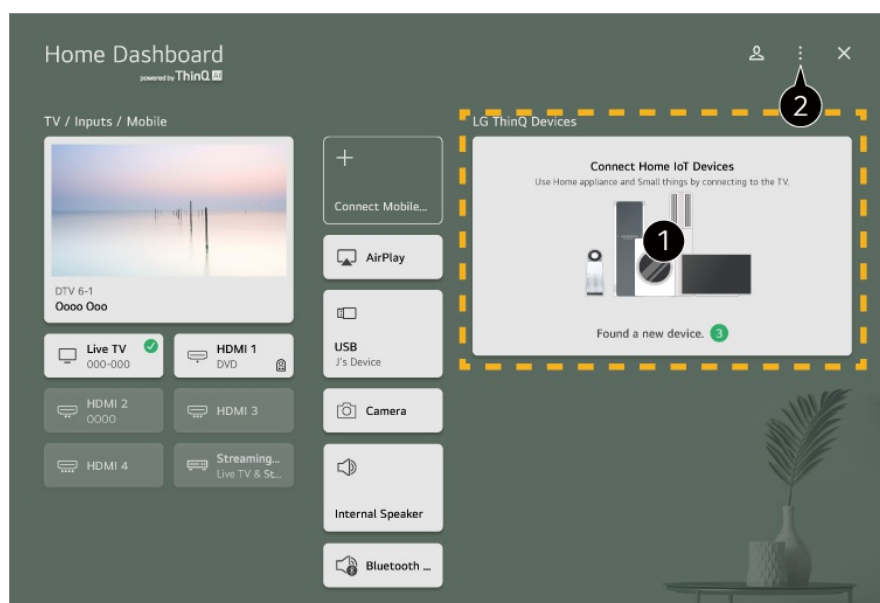 Home Dashboard
powered by ThinQ AI
2
TV / Inputs / Mobile
DTV 6-1
Oooo Ooo
Live TV
000-000
HDMI 1
DVD
HDMI 2
0000
HDMI 3
HDMI 4
Streaming...
Live TV & St...
Connect Mobile...
AirPlay
USB
J's Device
Camera
Internal Speaker
Bluetooth ...
LG ThinQ Devices
Connect Home IoT Devices
Use Home appliance and Small things by connecting to the TV.
1
Found a new device. 3